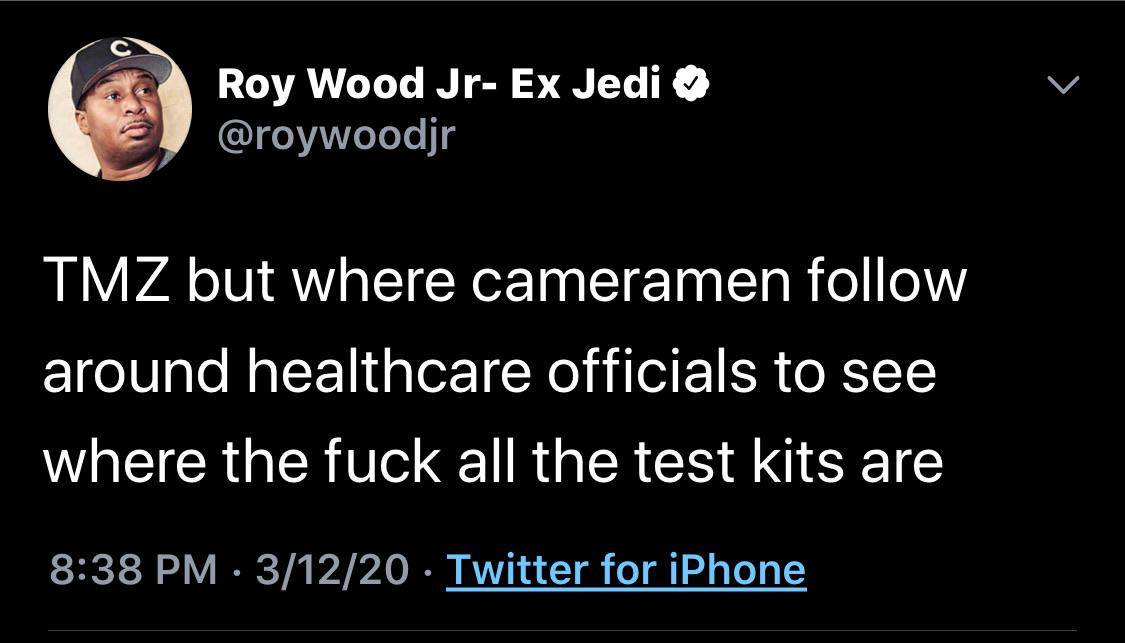 C
Roy Wood Jr- Ex Jedi
@roywoodjr
TMZ but where cameramen follow
around healthcare officials to see
where the fuck all the test kits are
8:38 PM · 3/12/20 · Twitter for iPhone